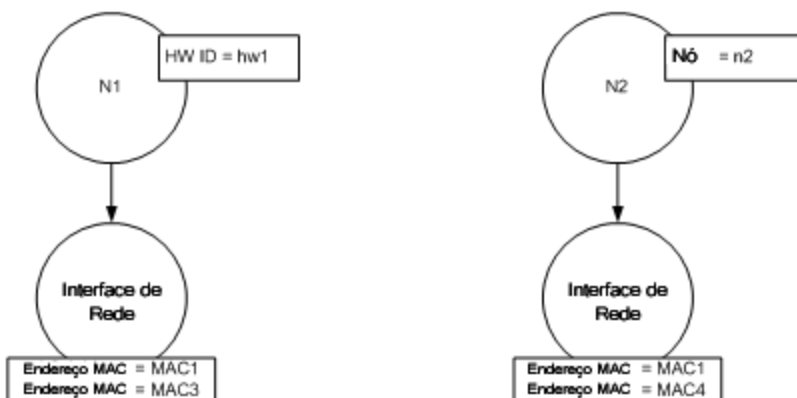 N1
HW ID = hw1
N2
Nó = n2
Interface de
Rede
Endereço MAC = MAC1
Endereço MAC = MAC3
Interface de
Rede
Endereço MAC = MAC1
Endereço MAC = MAC4